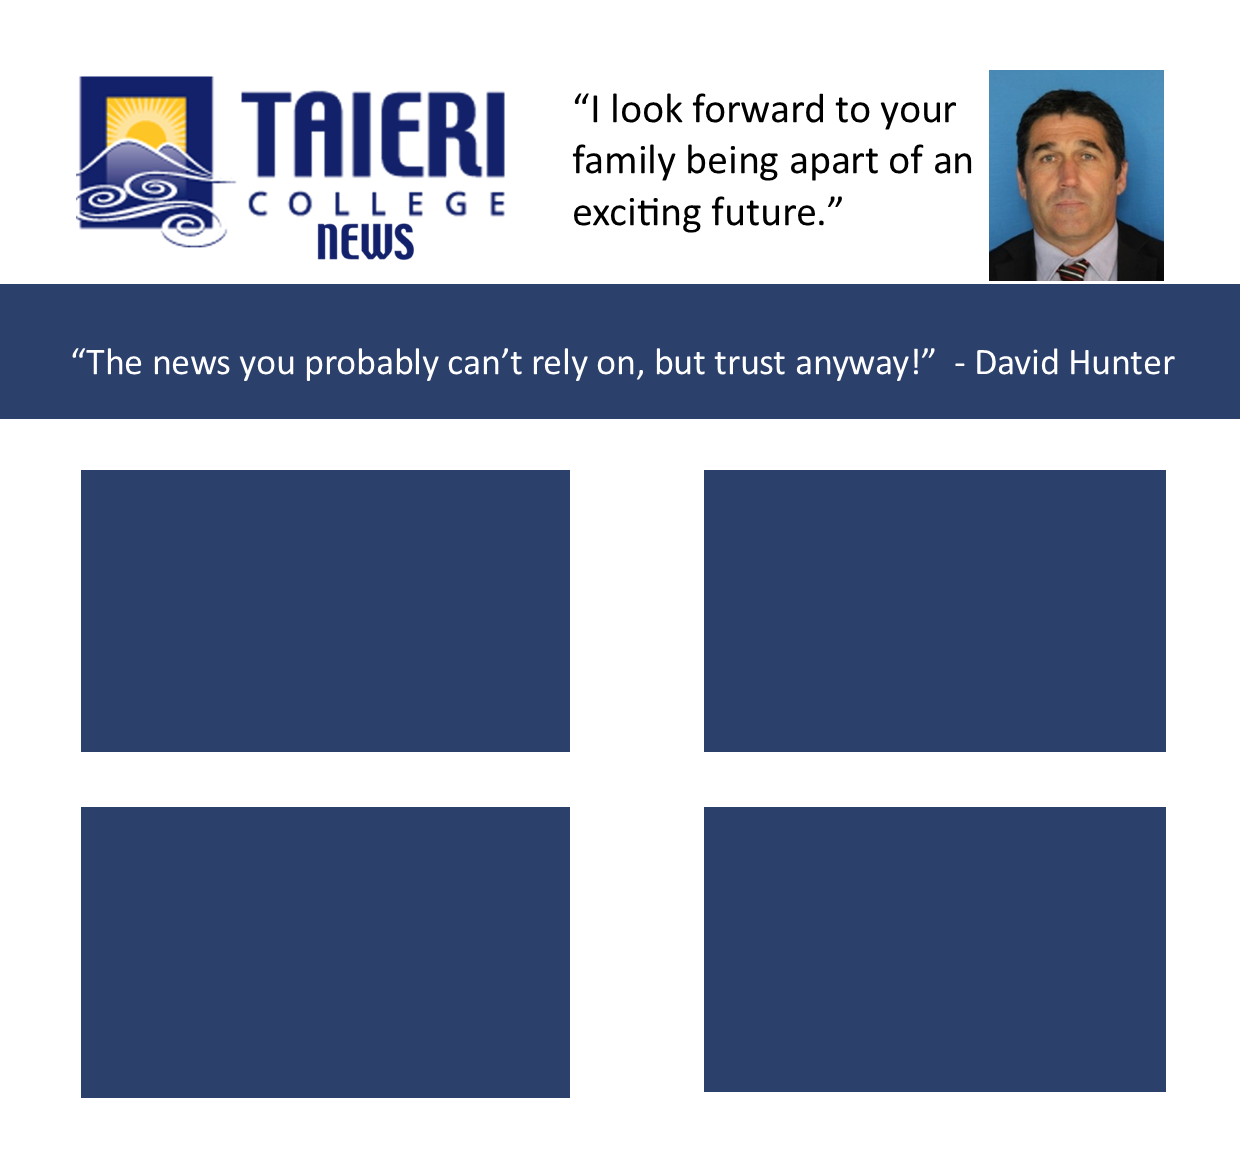 TAIERI
COLLEGE
NEWS
“I look forward to your
family being apart of an
exciting future.”
“The news you probably can’t rely on, but trust anyway!”  - David Hunter